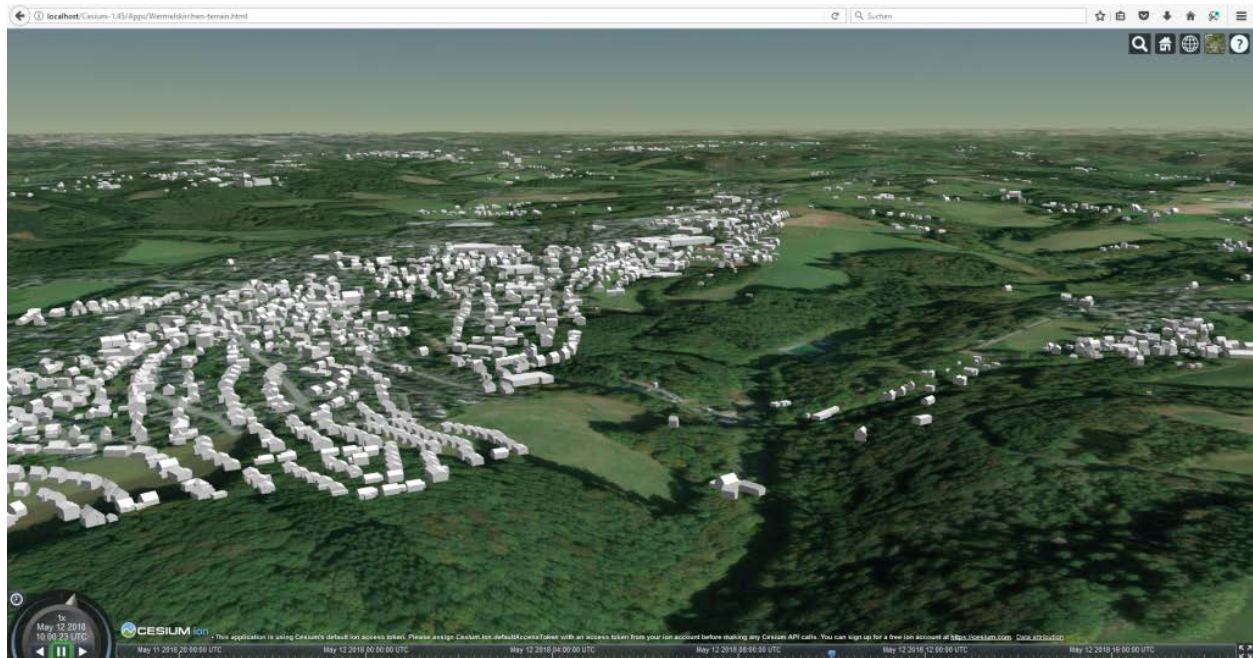 localhost/Cesium-1.45/Apps/Wermelskirchen-terrain.html
Suchen
?
1x
May 12 2018
10:00:23 UTC
CESIUM ion • This application is using Cesium's default ion access token. Please assign Cesium.Ion.defaultAccessToken with an access token from your ion account before making any Cesium API calls. You can sign up for a free ion account at https://cesium.com. Data attribution
May 11 2018 20:00:00 UTC May 12 2018 00:00:00 UTC May 12 2018 04:00:00 UTC May 12 2018 08:00:00 UTC May 12 2018 12:00:00 UTC May 12 2018 16:00:00 UTC